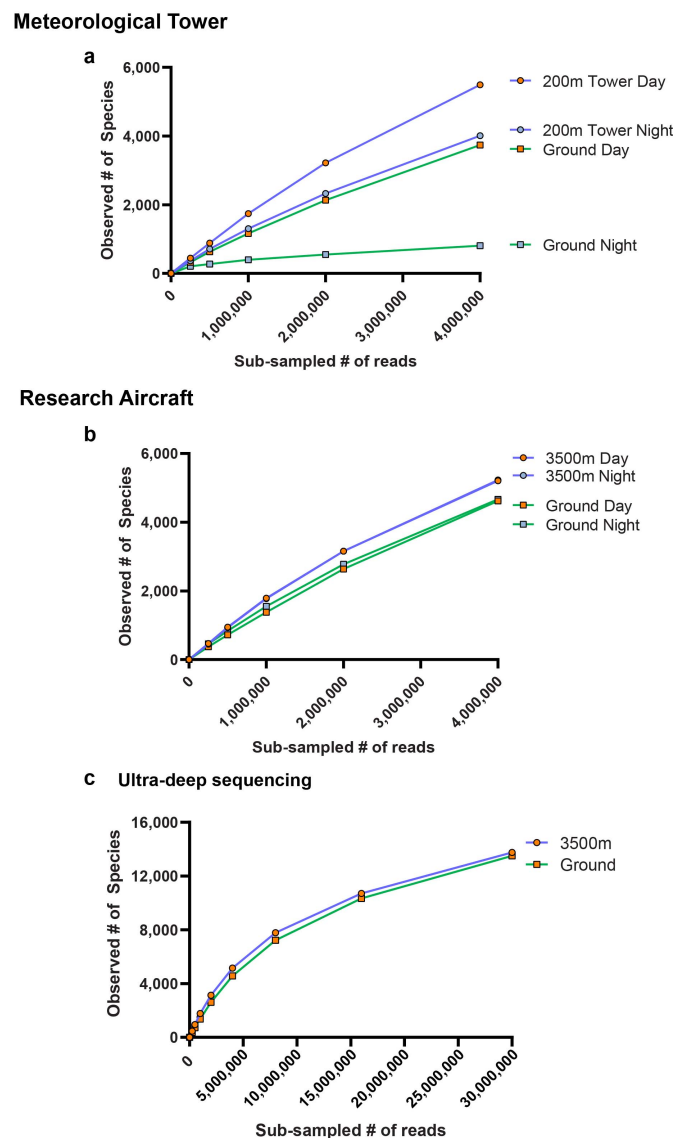 Meteorological Tower
a
6,000
4,000
2,000
0
Observed # of Species
0
1,000,000
2,000,000
3,000,000
4,000,000
Sub-sampled # of reads
200m Tower Day
200m Tower Night
Ground Day
Ground Night
Research Aircraft
b
6,000
4,000
2,000
0
Observed # of Species
0
1,000,000
2,000,000
3,000,000
4,000,000
Sub-sampled # of reads
3500m Day
3500m Night
Ground Day
Ground Night
c Ultra-deep sequencing
16,000
12,000
8,000
4,000
0
Observed # of Species
0
5,000,000
10,000,000
15,000,000
20,000,000
25,000,000
30,000,000
Sub-sampled # of reads
3500m
Ground